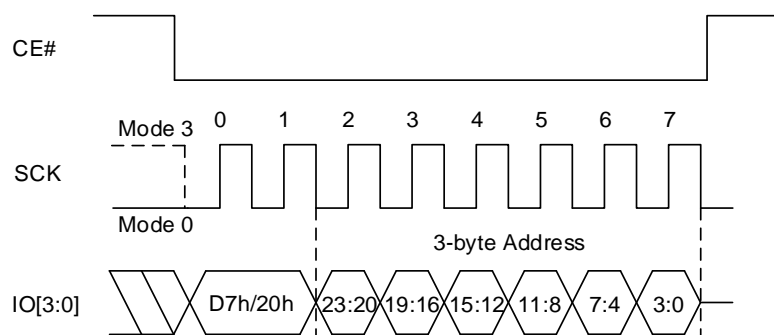 CE#
0 1 2 3 4 5 6 7
Mode 3
SCK
Mode 0
3-byte Address
IO[3:0] D7h/20h 23:20 19:16 15:12 11:8 7:4 3:0